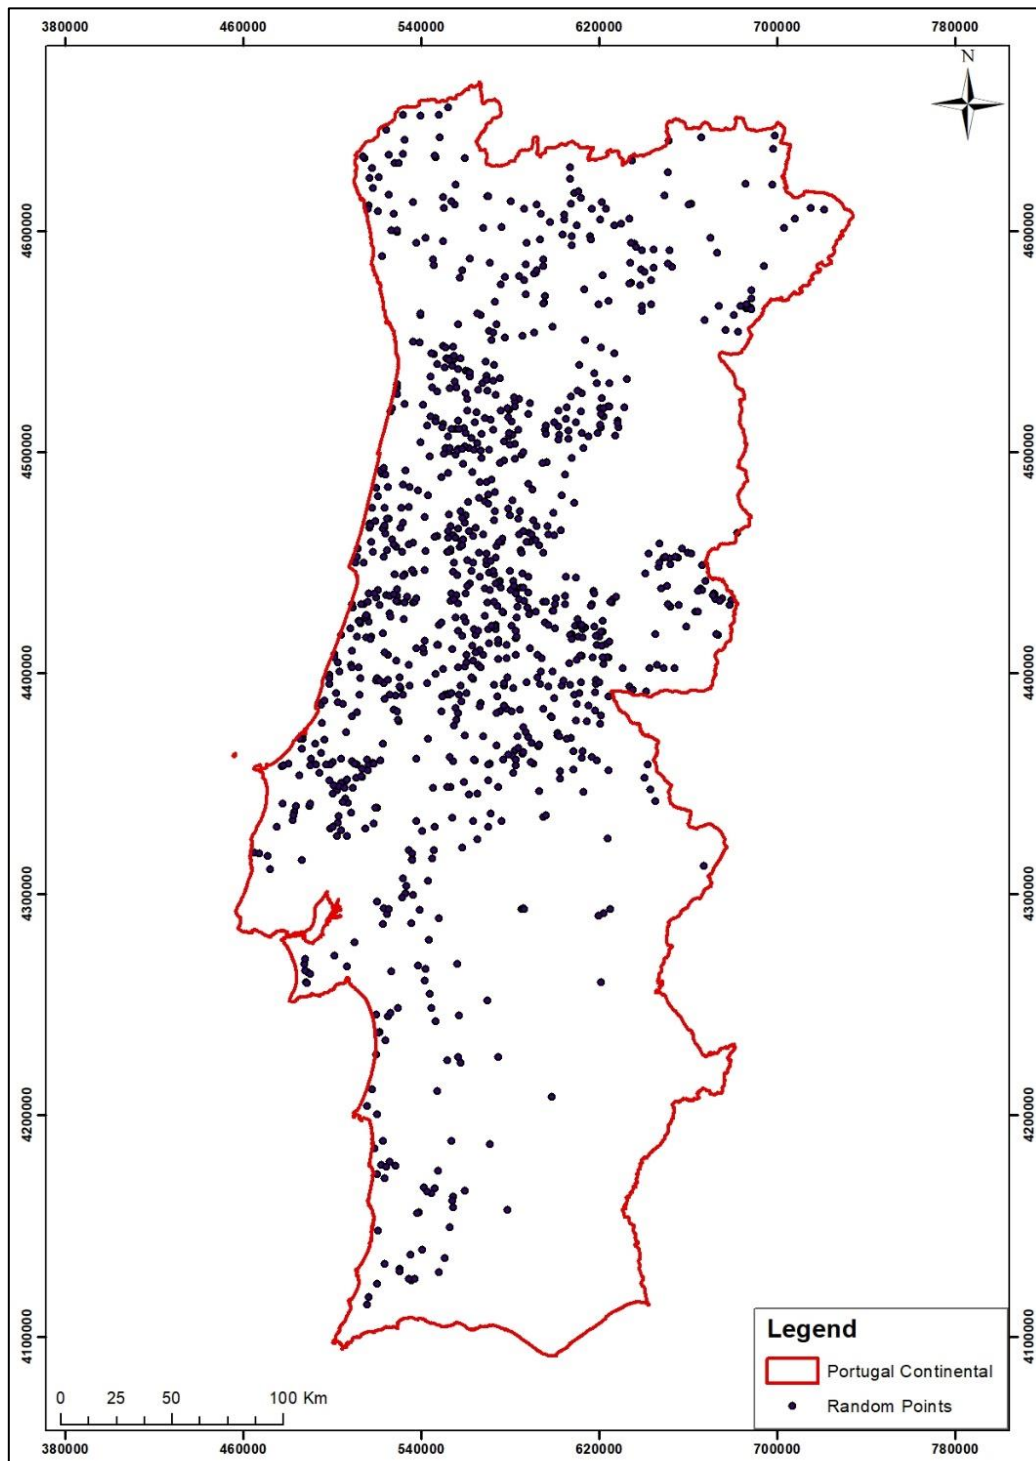 380000 460000 540000 620000 700000 780000
N
4600000 4600000
4500000 4500000
4400000 4400000
4300000 4300000
4200000 4200000
4100000 4100000
Legend
Portugal Continental
Random Points
0 25 50 100 Km
380000 460000 540000 620000 700000 780000